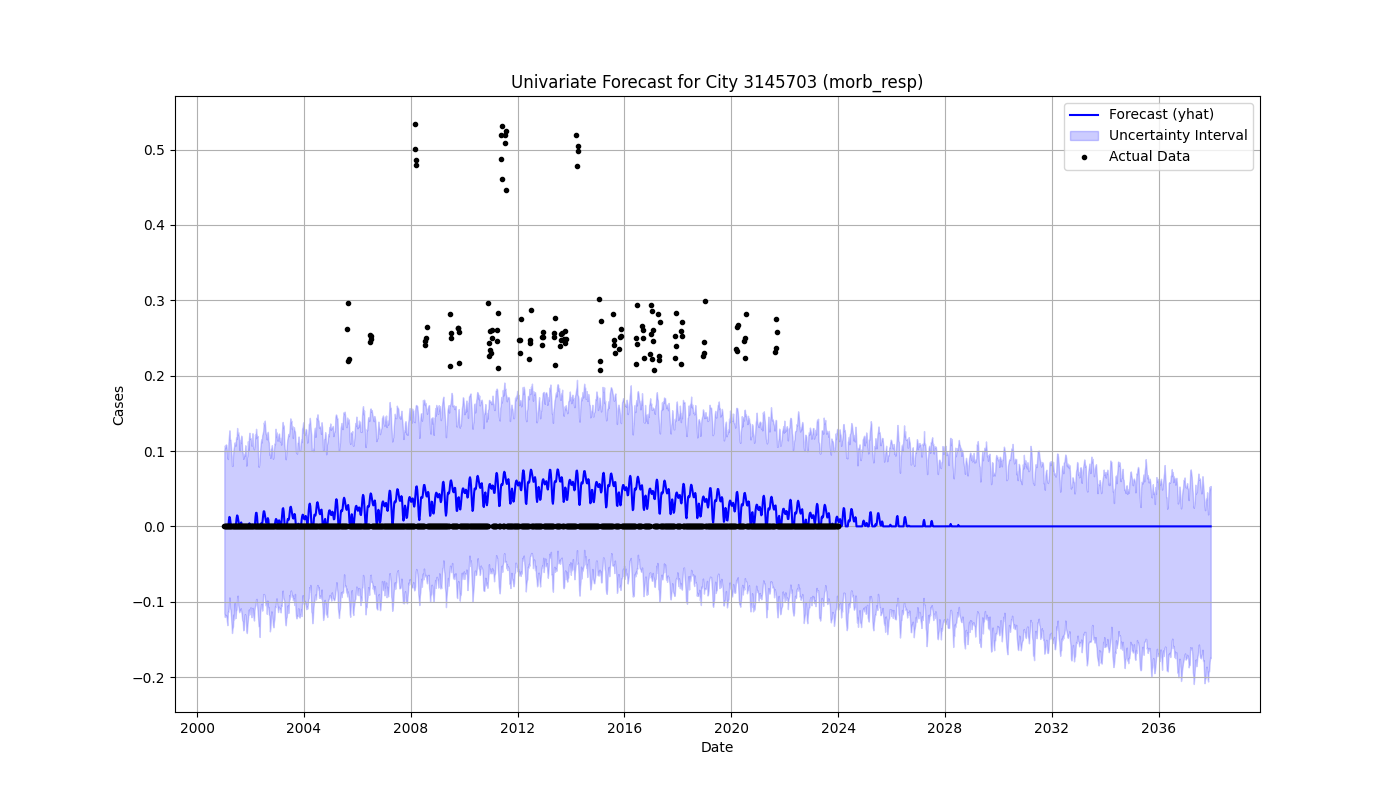 Univariate Forecast for City 3145703 (morb_resp)
Forecast (yhat)
Uncertainty Interval
Actual Data
Cases
0.5
0.4
0.3
0.2
0.1
0.0
−0.1
−0.2
2000 2004 2008 2012 2016 2020 2024 2028 2032 2036
Date